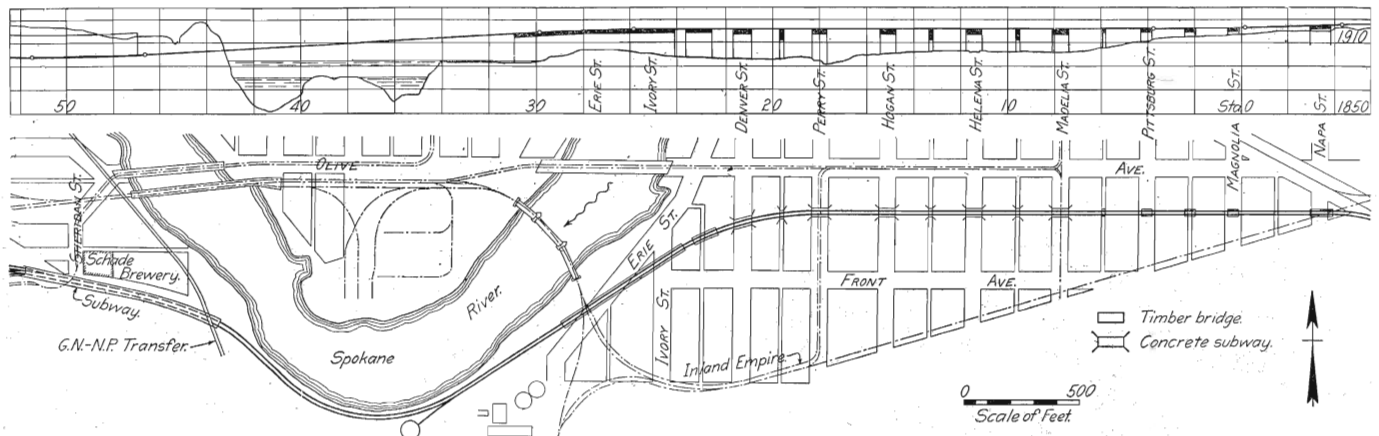 1910
50
40
30
ERIE ST.
IVORY ST.
DENVER ST.
20
PERRY ST.
HOGAN ST.
HELENA ST.
10
MADELIA ST.
PITTSBURG ST.
Sta.0
MAGNOLIA ST.
NAPA ST.
1850
OLIVE
AVE.
SHERMAN ST.
Schade
Brewery.
Subway.
G.N.-N.P. Transfer.
River.
Spokane
ERIE ST.
IVORY ST.
FRONT AVE.
Inland Empire
Timber bridge.
Concrete subway.
0 500
Scale of Feet.